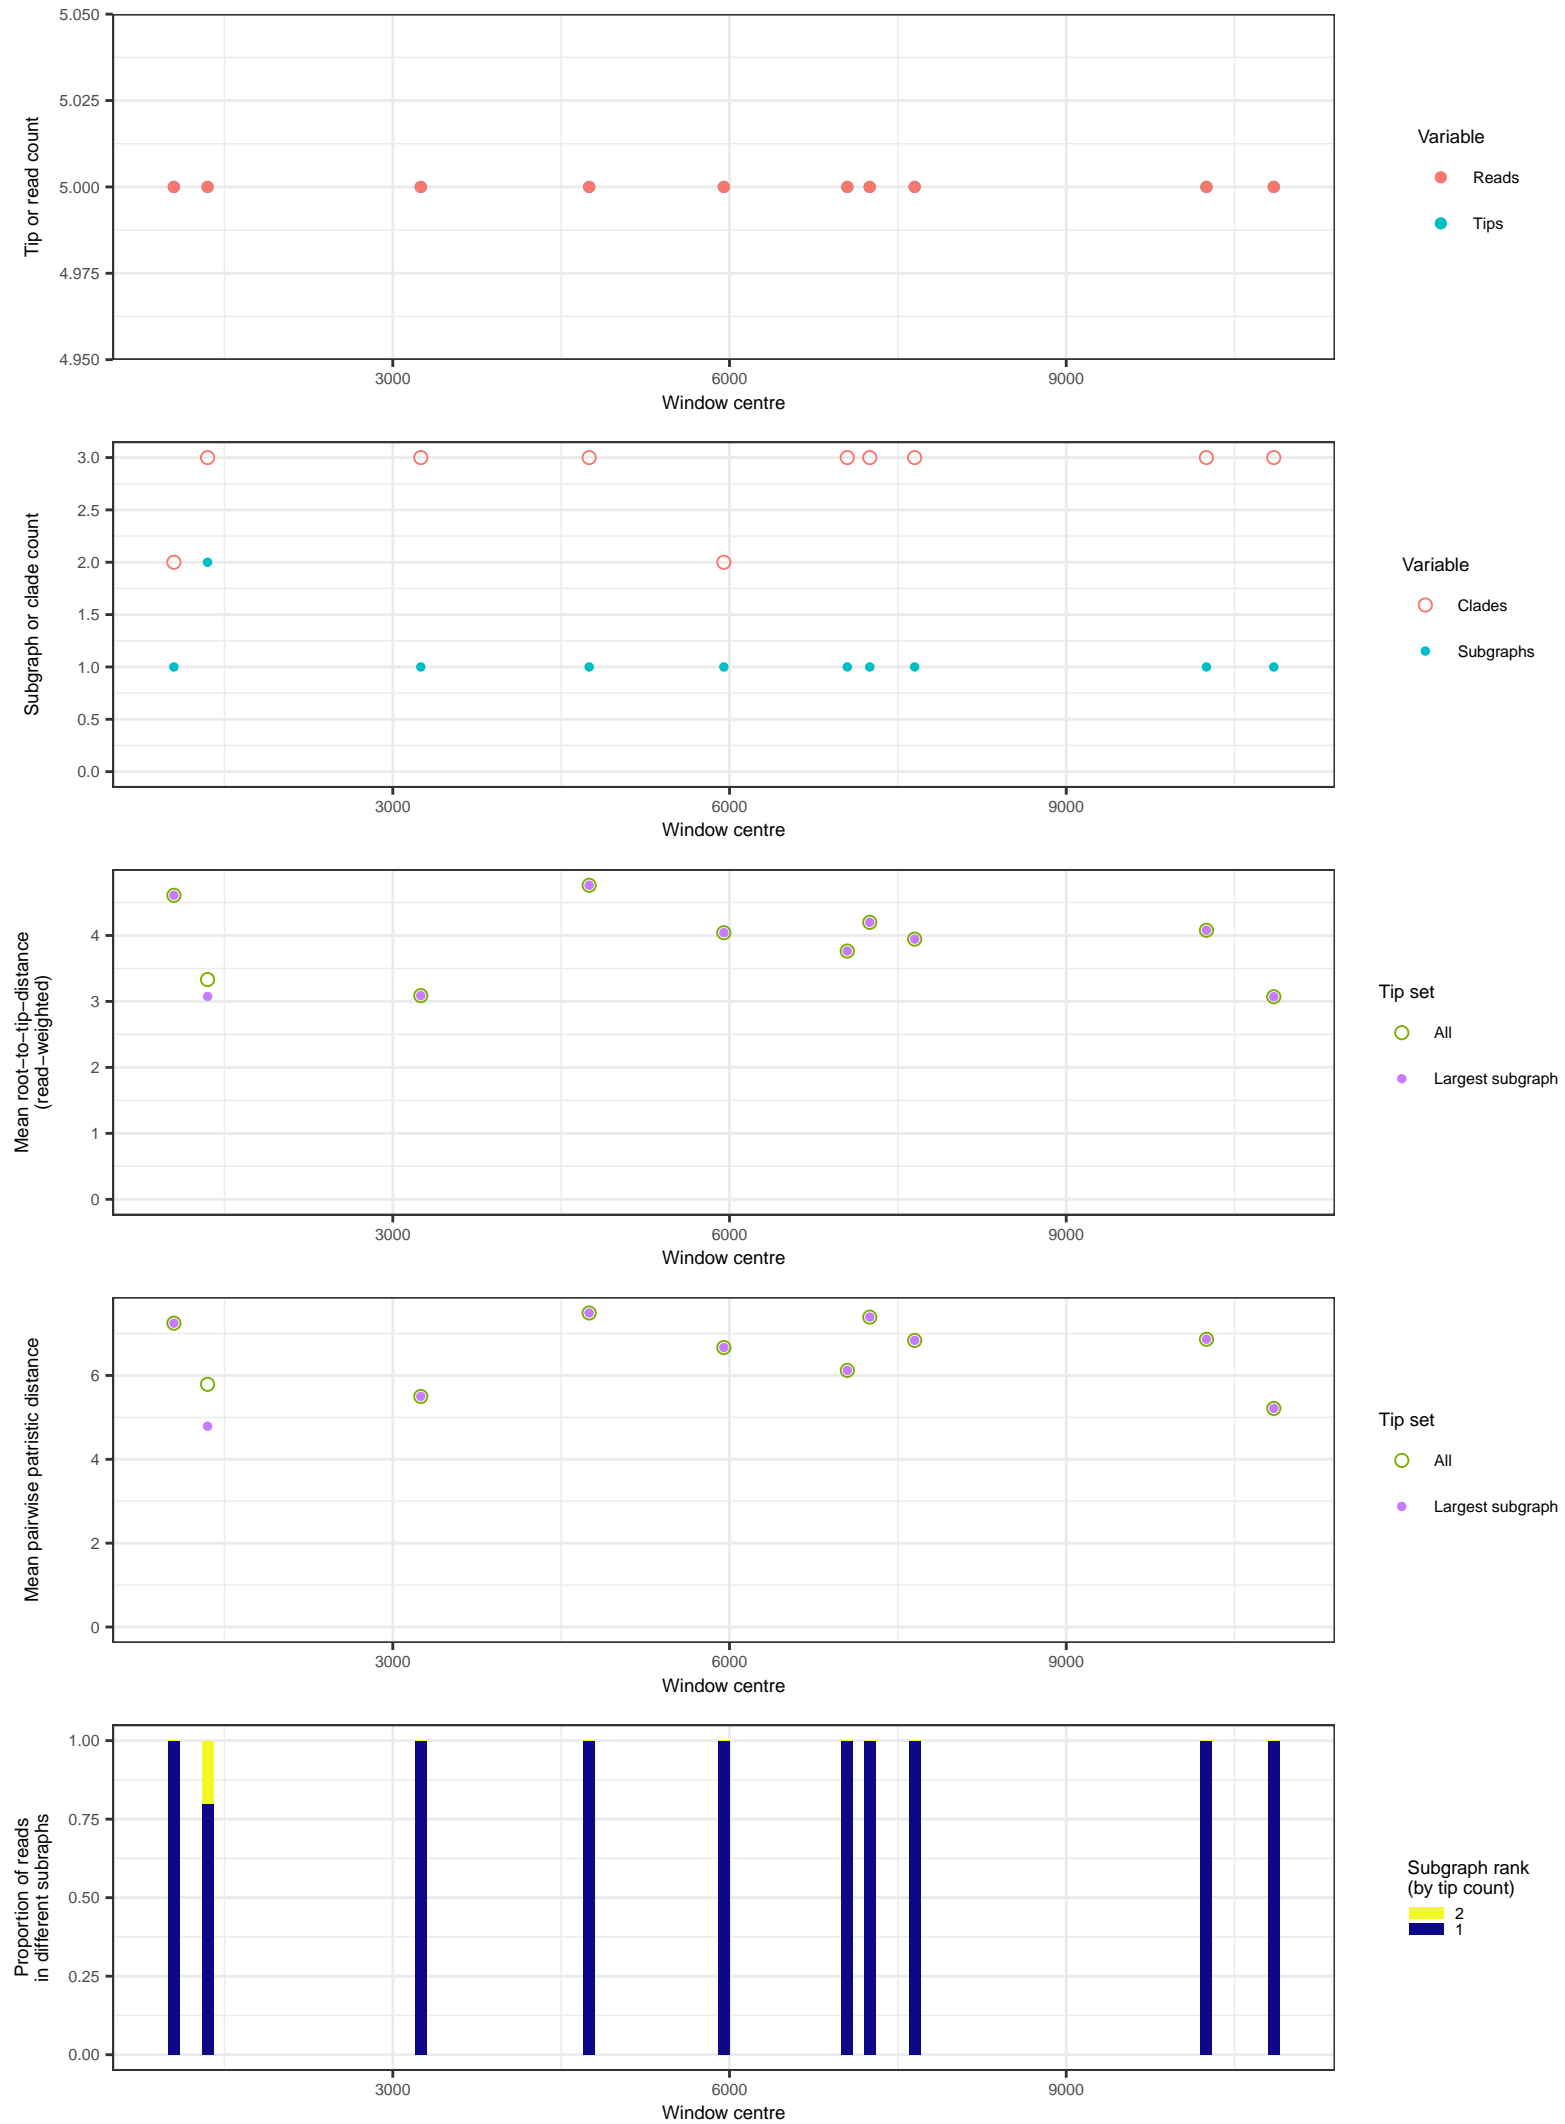 5.050
5.025
5.000
4.975
4.950
Tip or read count
3000 6000 9000
Window centre
Variable
Reads
Tips
3.0
2.5
2.0
1.5
1.0
0.5
0.0
Subgraph or clade count
3000 6000 9000
Window centre
Variable
Clades
Subgraphs
4
3
2
1
0
Mean root−to−tip−distance
(read−weighted)
3000 6000 9000
Window centre
Tip set
All
Largest subgraph
6
4
2
0
Mean pairwise patristic distance
3000 6000 9000
Window centre
Tip set
All
Largest subgraph
1.00
0.75
0.50
0.25
0.00
Proportion of reads
in different subraphs
3000 6000 9000
Window centre
Subgraph rank
(by tip count)
2
1